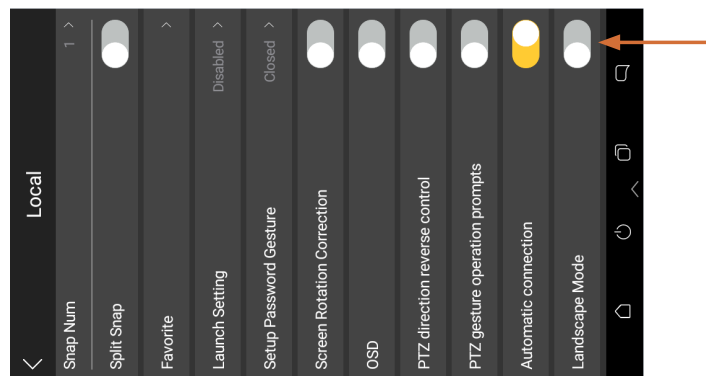 Local
Snap Num 1
Split Snap
Favorite
Launch Setting Disabled
Setup Password Gesture Closed
Screen Rotation Correction
OSD
PTZ direction reverse control
PTZ gesture operation prompts
Automatic connection
Landscape Mode